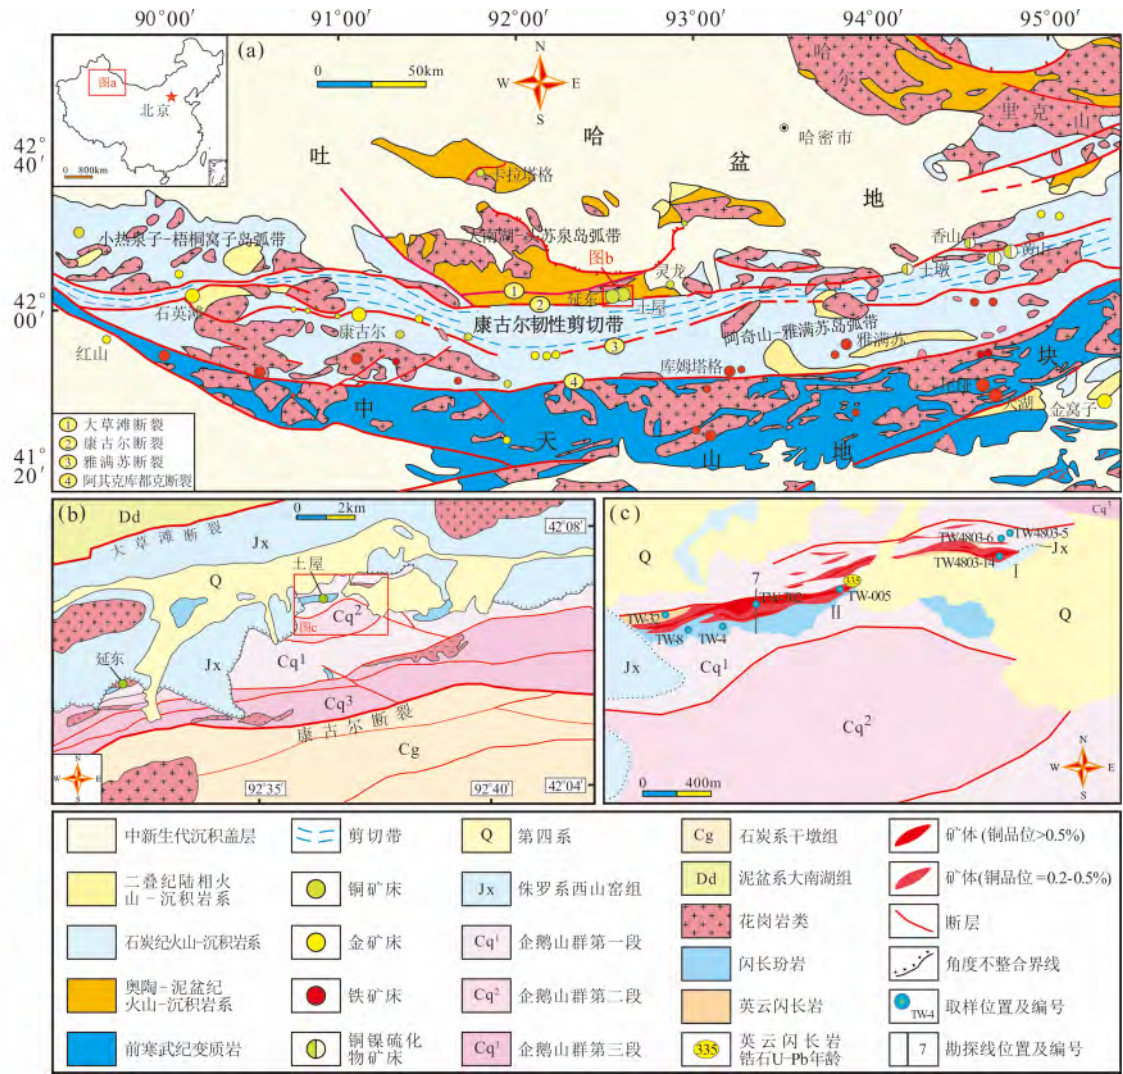 90°00′ 91°00′ 92°00′ 93°00′ 94°00′ 95°00′
42°40′
42°00′
41°20′
(a)
图a
北京
0 800km
0 50km
N
W E
S
哈尔里克山
哈密市
吐哈盆地
卡拉塔格
小热泉子-梧桐窝子岛弧带
大南湖-头苏泉岛弧带
图b
灵龙
延东
土屋
香山
黄山
土墩
石英滩
康古尔
康古尔韧性剪切带
阿奇山-雅满苏岛弧带
雅满苏
红山
库姆塔格
天湖
金窝子
中天山地块
1
2
3
4
1 大草滩断裂
2 康古尔断裂
3 雅满苏断裂
4 阿其克库都克断裂
(b)
Dd
大草滩断裂
0 2km
42°08′
Jx
Q
土屋
Cq²
图c
Jx
Cq¹
延东
Cq³
康古尔断裂
Cg
N
W E
S
92°35′
92°40′
42°04′
(c)
Cq³
Q
TW4803-6
TW4803-5
Jx
TW4803-14
I
7
335
TW-005
II
TW-32
TW-8
TW-4
Q
Jx
Cq¹
Cq²
0 400m
N
W E
S
中新生代沉积盖层
剪切带
Q 第四系
Cg 石炭系干墩组
矿体(铜品位>0.5%)
二叠纪陆相火
山-沉积岩系
铜矿床
Jx 侏罗系西山窑组
Dd 泥盆系大南湖组
矿体(铜品位=0.2-0.5%)
石炭纪火山-沉积岩系
金矿床
Cq¹ 企鹅山群第一段
花岗岩类
断层
奥陶-泥盆纪
火山-沉积岩系
铁矿床
Cq² 企鹅山群第二段
闪长玢岩
角度不整合界线
英云闪长岩
TW-4 取样位置及编号
前寒武纪变质岩
铜镍硫化
物矿床
Cq³ 企鹅山群第三段
335 英云闪长岩
锆石U-Pb年龄
7 勘探线位置及编号